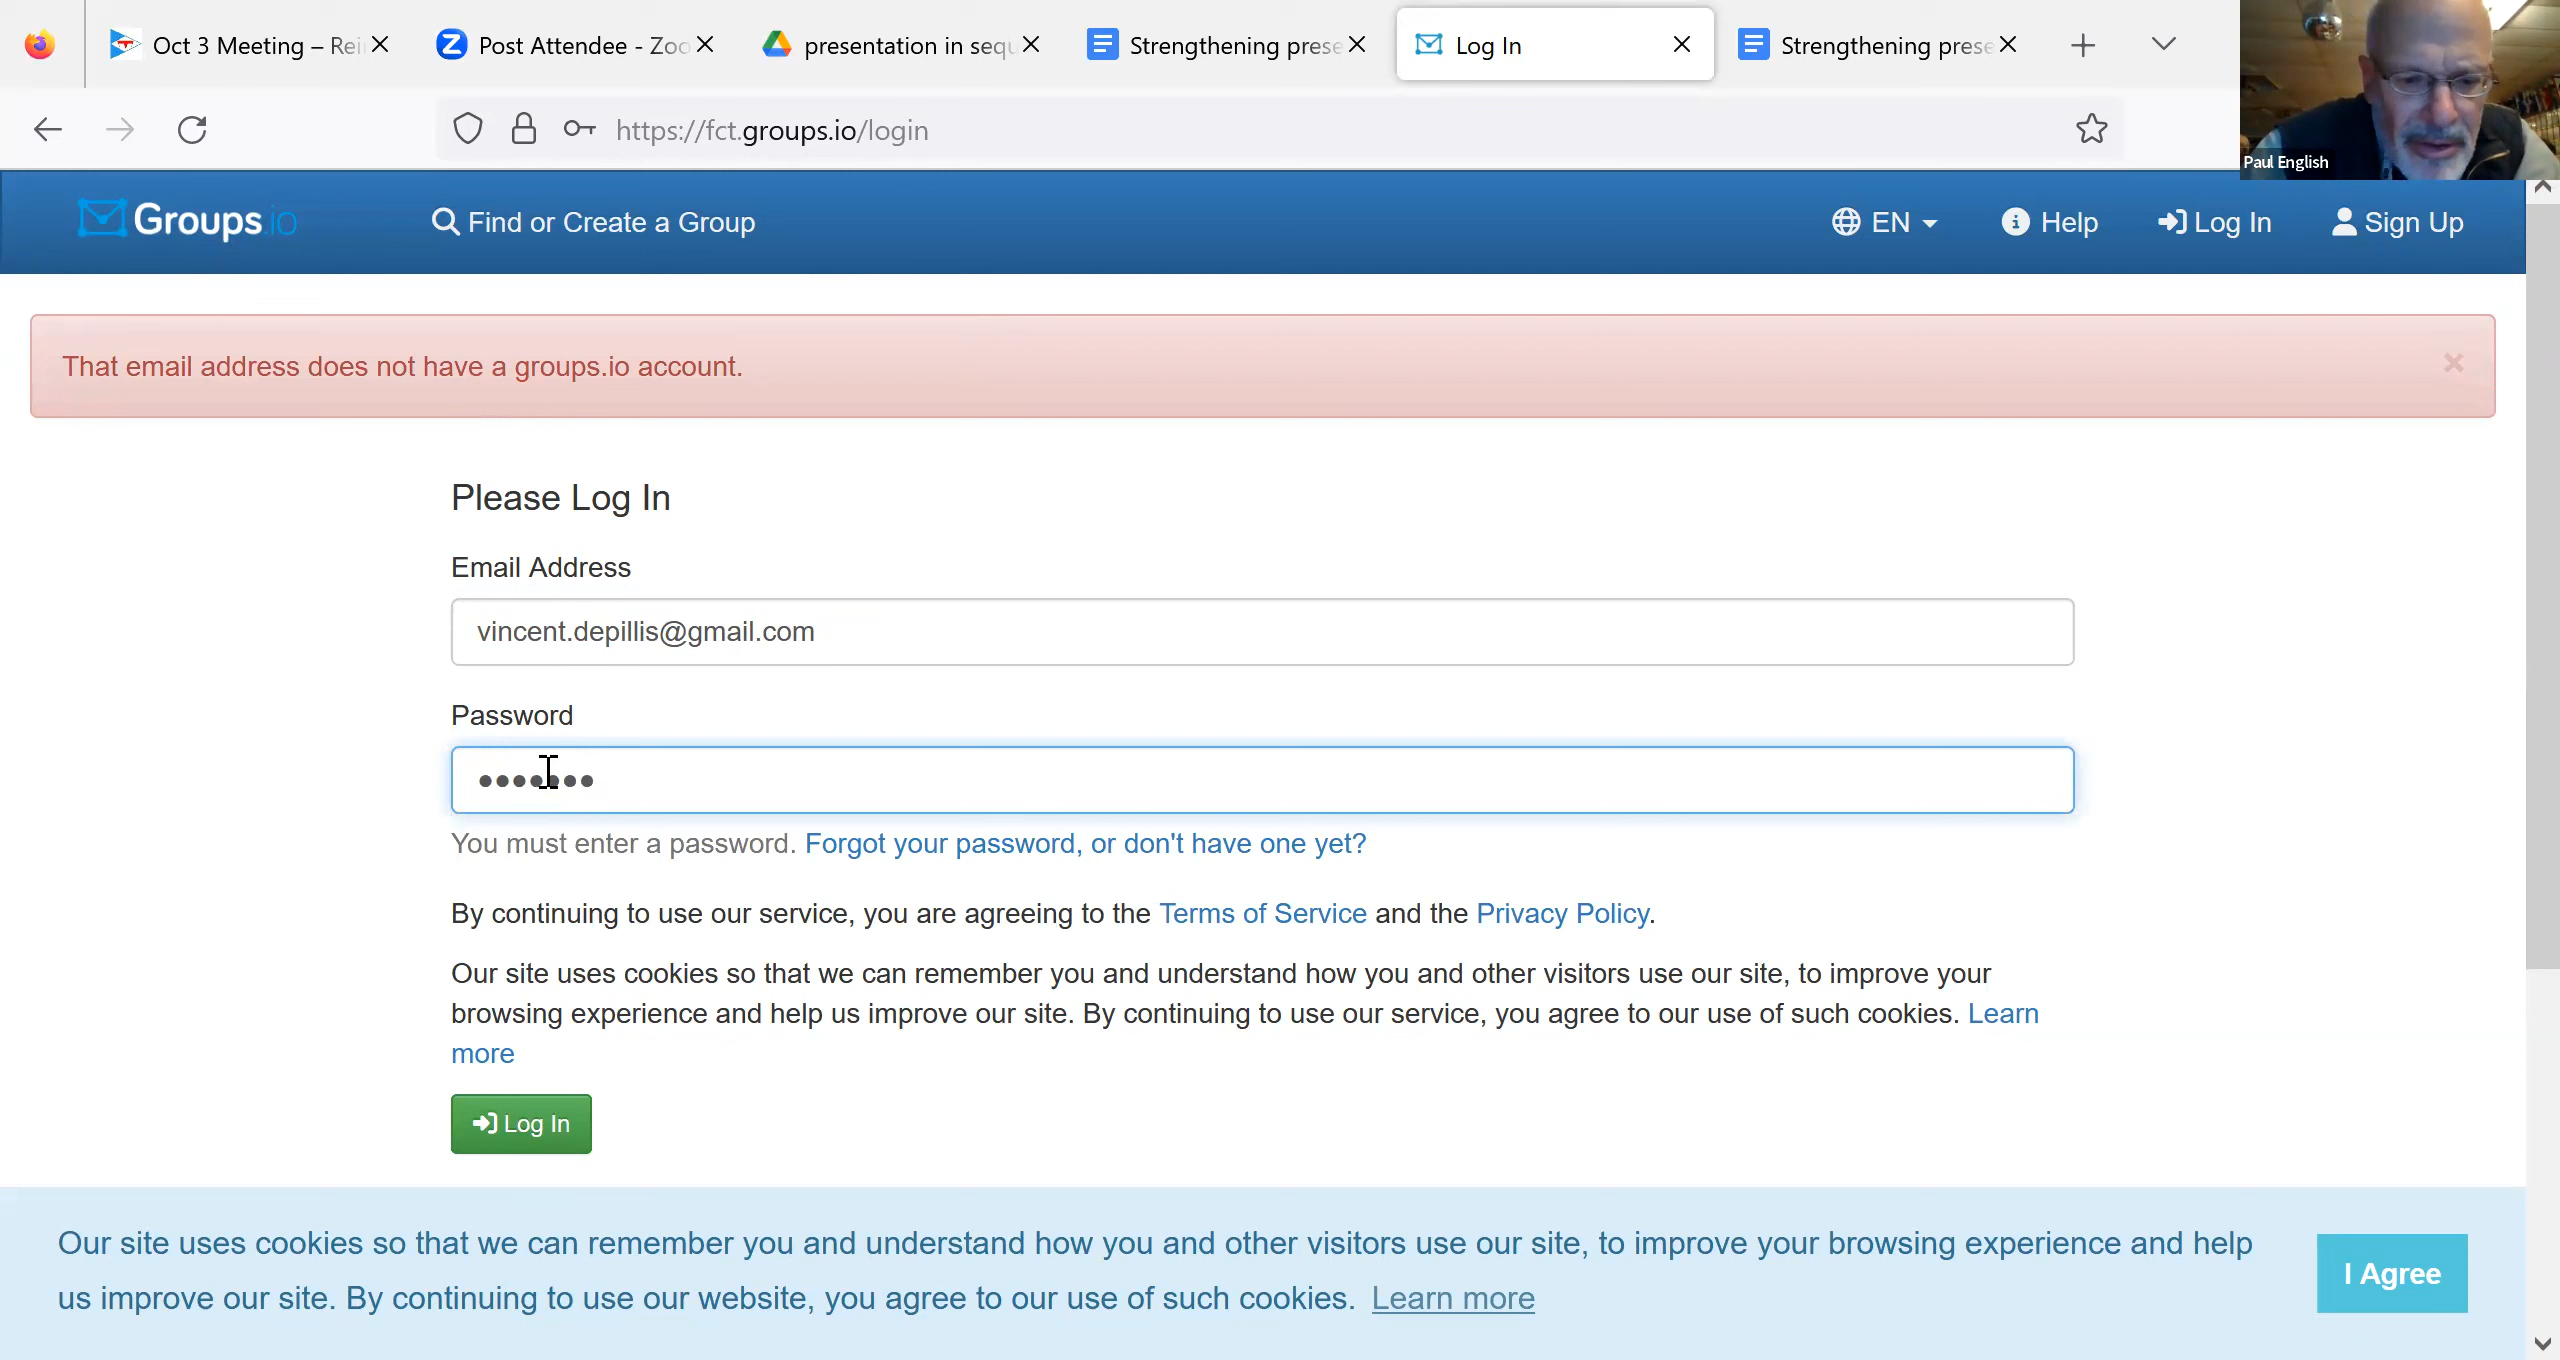 Oct 3 Meeting – Rei
Post Attendee - Zoo
presentation in sequ
Strengthening prese
Log In
Strengthening prese
https://fct.groups.io/login
Paul English
Groups.io
Find or Create a Group
EN
Help
Log In
Sign Up
That email address does not have a groups.io account.
Please Log In
Email Address
vincent.depillis@gmail.com
Password
You must enter a password. Forgot your password, or don't have one yet?
By continuing to use our service, you are agreeing to the Terms of Service and the Privacy Policy.
Our site uses cookies so that we can remember you and understand how you and other visitors use our site, to improve your
browsing experience and help us improve our site. By continuing to use our service, you agree to our use of such cookies. Learn
more
Log In
Our site uses cookies so that we can remember you and understand how you and other visitors use our site, to improve your browsing experience and help
us improve our site. By continuing to use our website, you agree to our use of such cookies. Learn more
I Agree